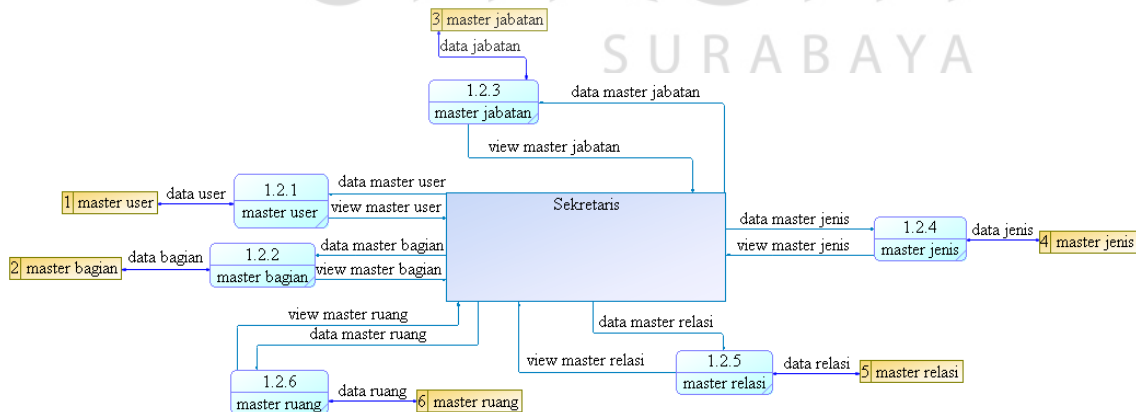 3 master jabatan
data jabatan
SURABAYA
1.2.3
master jabatan
data master jabatan
view master jabatan
1 master user
data user
1.2.1
master user
data master user
view master user
Sekretaris
data master jenis
view master jenis
1.2.4
master jenis
data jenis
4 master jenis
2 master bagian
data bagian
1.2.2
master bagian
data master bagian
view master bagian
view master ruang
data master ruang
data master relasi
view master relasi
1.2.5
master relasi
data relasi
5 master relasi
1.2.6
master ruang
data ruang
6 master ruang